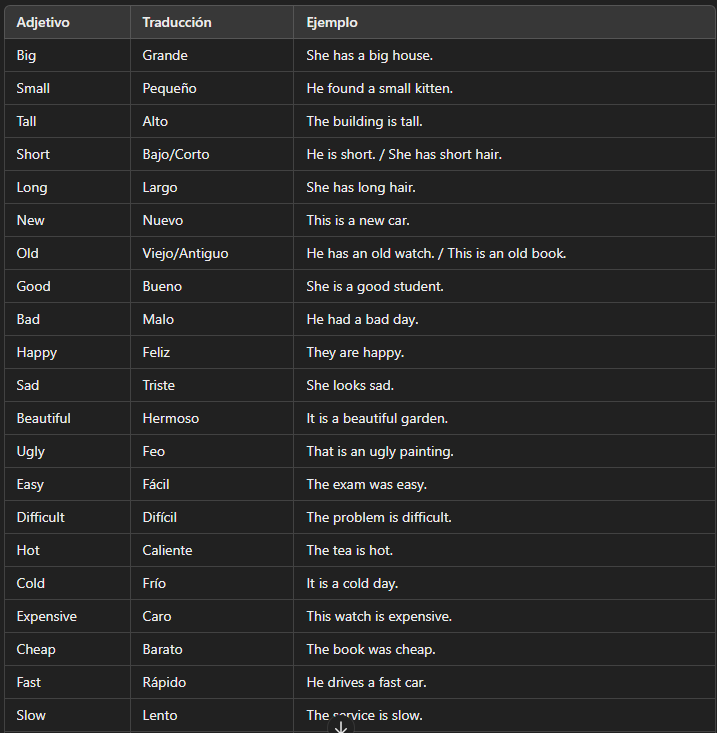 Adjetivo Traducción Ejemplo
Big Grande She has a big house.
Small Pequeño He found a small kitten.
Tall Alto The building is tall.
Short Bajo/Corto He is short. / She has short hair.
Long Largo She has long hair.
New Nuevo This is a new car.
Old Viejo/Antiguo He has an old watch. / This is an old book.
Good Bueno She is a good student.
Bad Malo He had a bad day.
Happy Feliz They are happy.
Sad Triste She looks sad.
Beautiful Hermoso It is a beautiful garden.
Ugly Feo That is an ugly painting.
Easy Fácil The exam was easy.
Difficult Difícil The problem is difficult.
Hot Caliente The tea is hot.
Cold Frío It is a cold day.
Expensive Caro This watch is expensive.
Cheap Barato The book was cheap.
Fast Rápido He drives a fast car.
Slow Lento The service is slow.